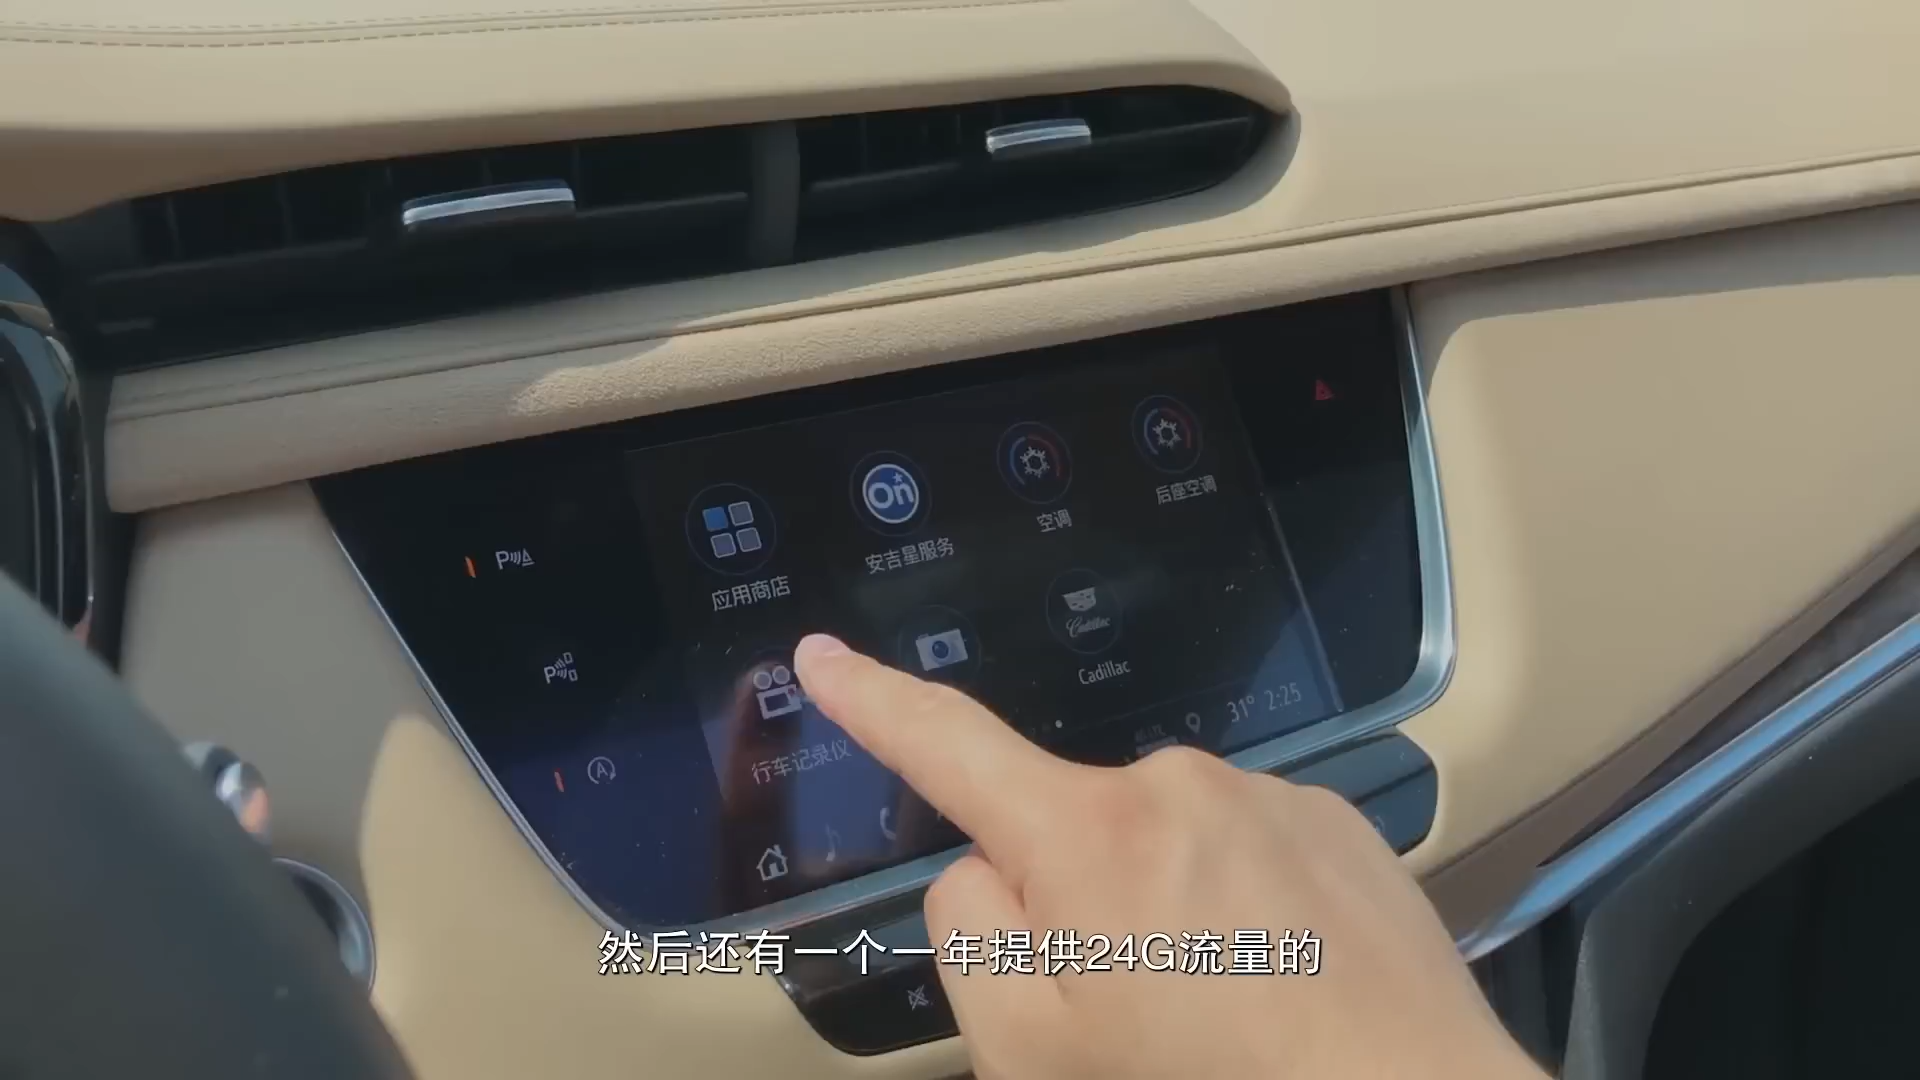 On
安吉星服务
空调
后座空调
应用商店
P
P
Cadillac
Cadillac
行车记录仪
A
31° 2:25
然后还有一个一年提供24G流量的